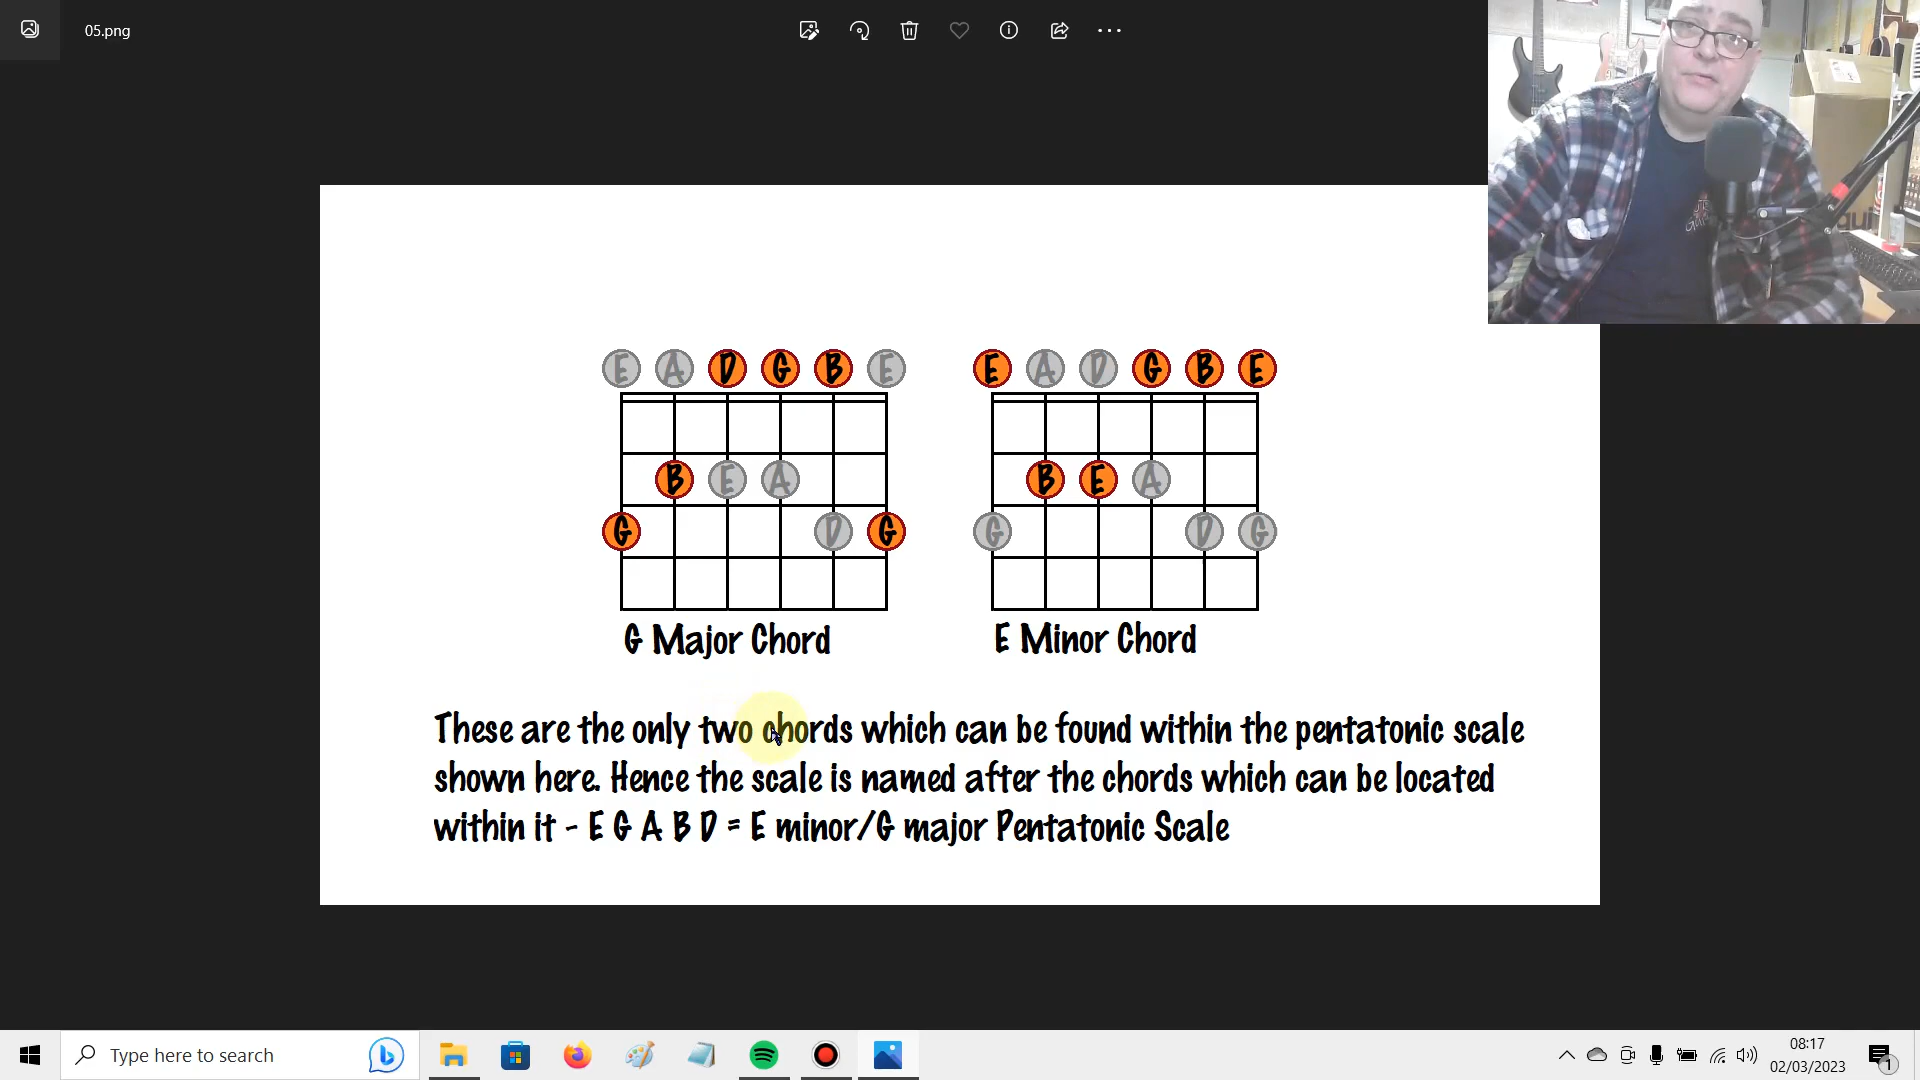 05.png
E A D G B E
B E A
G D G
G Major Chord
E A D G B E
B E A
G D G
E Minor Chord
These are the only two chords which can be found within the pentatonic scale
shown here. Hence the scale is named after the chords which can be located
within it - E G A B D = E minor/G major Pentatonic Scale
Type here to search
08:17
02/03/2023
1